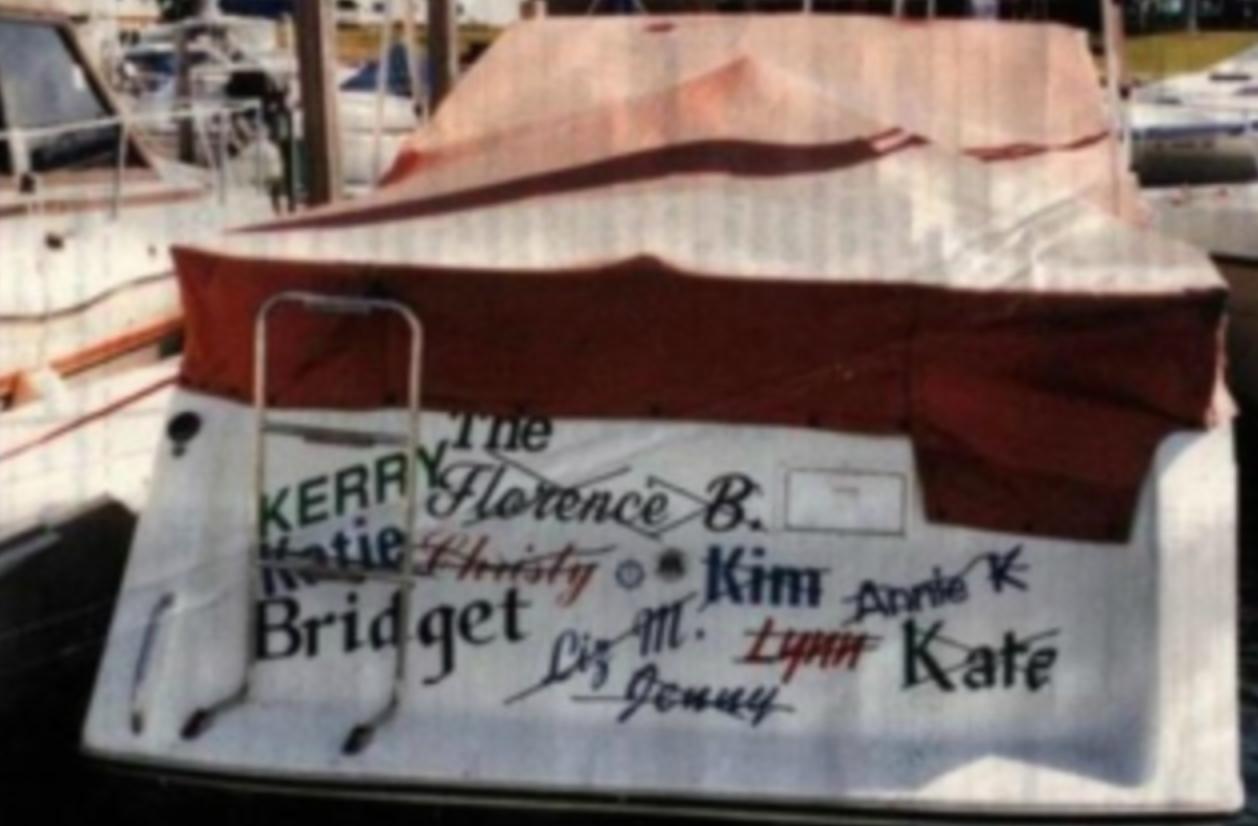 The
KERRY Florence B.
Katie Christy Kim Annie K
Bridget Liz M. Lynn Kate
Jenny